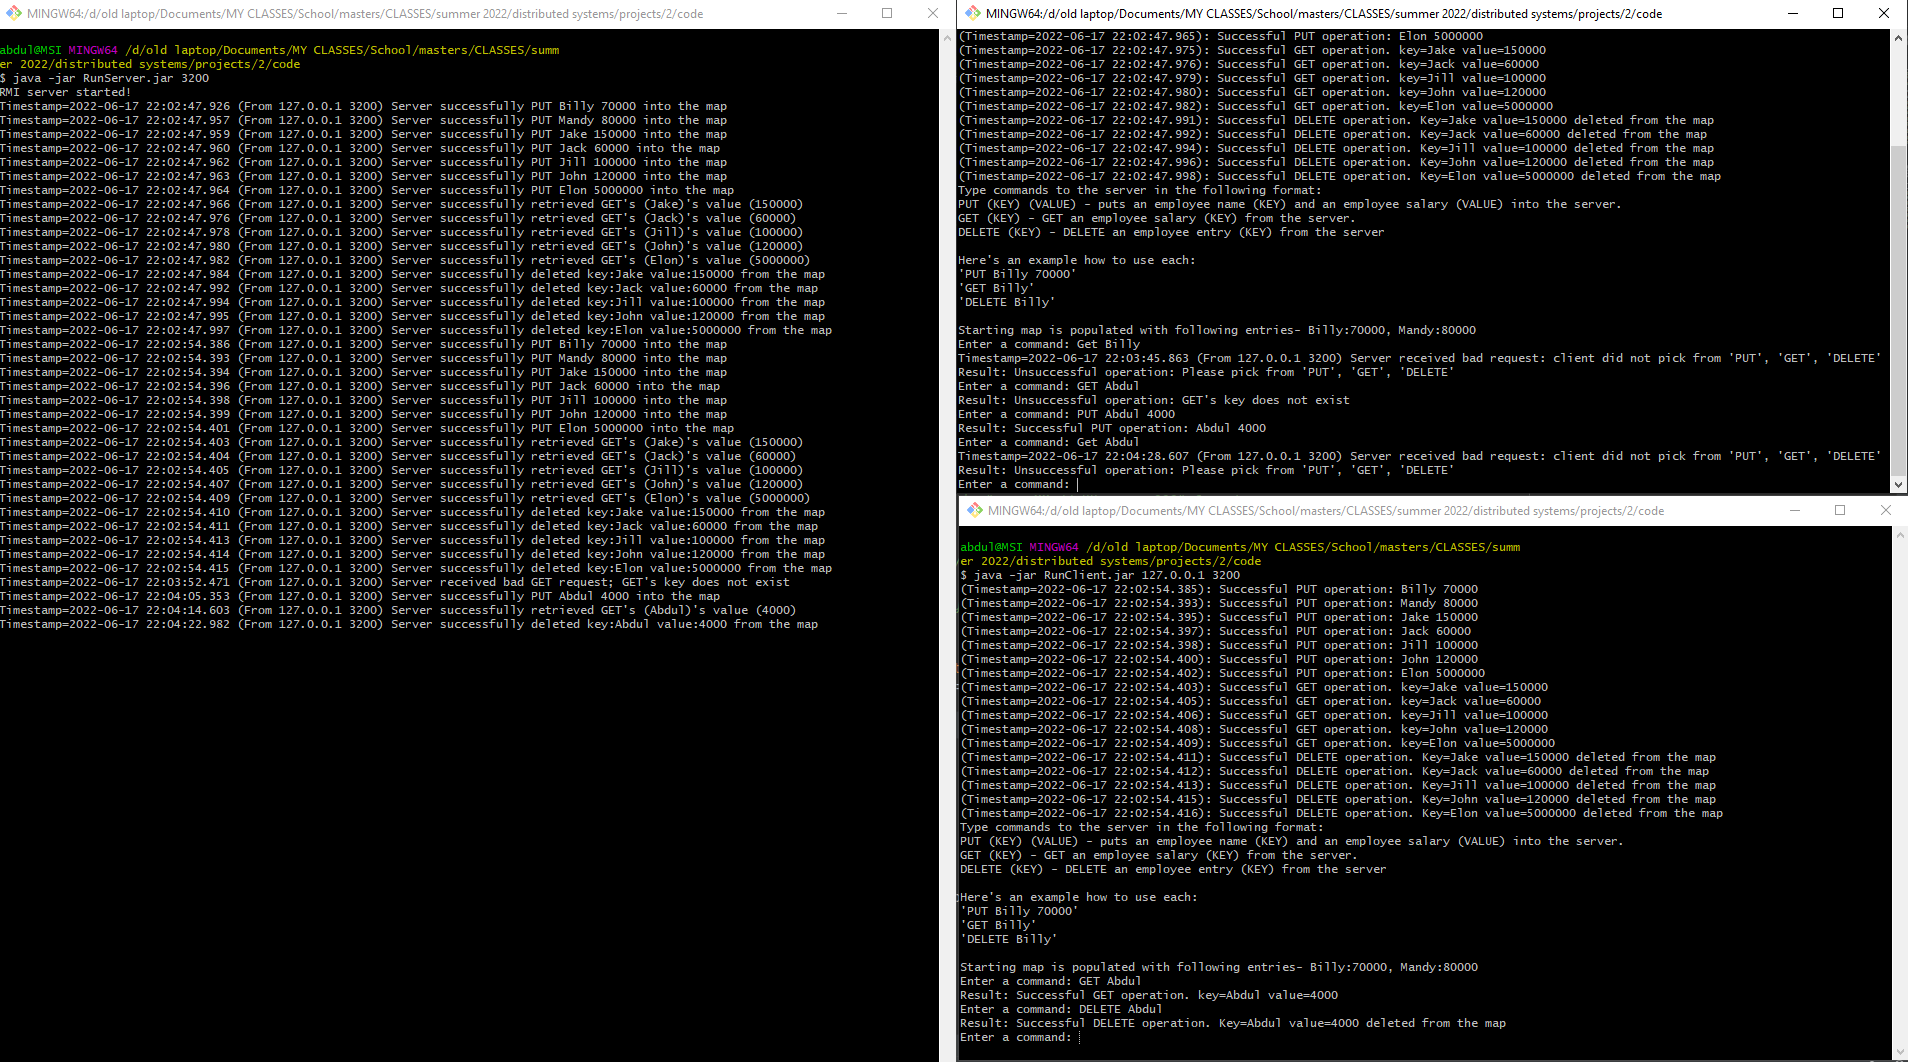 MINGW64:/d/old laptop/Documents/MY CLASSES/School/masters/CLASSES/summer 2022/distributed systems/projects/2/code
abdul@MSI MINGW64 /d/old laptop/Documents/MY CLASSES/School/masters/CLASSES/summ
er 2022/distributed systems/projects/2/code
$ java -jar RunServer.jar 3200
RMI server started!
Timestamp=2022-06-17 22:02:47.926 (From 127.0.0.1 3200) Server successfully PUT Billy 70000 into the map
Timestamp=2022-06-17 22:02:47.957 (From 127.0.0.1 3200) Server successfully PUT Mandy 80000 into the map
Timestamp=2022-06-17 22:02:47.959 (From 127.0.0.1 3200) Server successfully PUT Jake 150000 into the map
Timestamp=2022-06-17 22:02:47.960 (From 127.0.0.1 3200) Server successfully PUT Jack 60000 into the map
Timestamp=2022-06-17 22:02:47.962 (From 127.0.0.1 3200) Server successfully PUT Jill 100000 into the map
Timestamp=2022-06-17 22:02:47.963 (From 127.0.0.1 3200) Server successfully PUT John 120000 into the map
Timestamp=2022-06-17 22:02:47.964 (From 127.0.0.1 3200) Server successfully PUT Elon 5000000 into the map
Timestamp=2022-06-17 22:02:47.966 (From 127.0.0.1 3200) Server successfully retrieved GET's (Jake)'s value (150000)
Timestamp=2022-06-17 22:02:47.976 (From 127.0.0.1 3200) Server successfully retrieved GET's (Jack)'s value (60000)
Timestamp=2022-06-17 22:02:47.978 (From 127.0.0.1 3200) Server successfully retrieved GET's (Jill)'s value (100000)
Timestamp=2022-06-17 22:02:47.980 (From 127.0.0.1 3200) Server successfully retrieved GET's (John)'s value (120000)
Timestamp=2022-06-17 22:02:47.982 (From 127.0.0.1 3200) Server successfully retrieved GET's (Elon)'s value (5000000)
Timestamp=2022-06-17 22:02:47.984 (From 127.0.0.1 3200) Server successfully deleted key:Jake value:150000 from the map
Timestamp=2022-06-17 22:02:47.992 (From 127.0.0.1 3200) Server successfully deleted key:Jack value:60000 from the map
Timestamp=2022-06-17 22:02:47.994 (From 127.0.0.1 3200) Server successfully deleted key:Jill value:100000 from the map
Timestamp=2022-06-17 22:02:47.995 (From 127.0.0.1 3200) Server successfully deleted key:John value:120000 from the map
Timestamp=2022-06-17 22:02:47.997 (From 127.0.0.1 3200) Server successfully deleted key:Elon value:5000000 from the map
Timestamp=2022-06-17 22:02:54.386 (From 127.0.0.1 3200) Server successfully PUT Billy 70000 into the map
Timestamp=2022-06-17 22:02:54.393 (From 127.0.0.1 3200) Server successfully PUT Mandy 80000 into the map
Timestamp=2022-06-17 22:02:54.394 (From 127.0.0.1 3200) Server successfully PUT Jake 150000 into the map
Timestamp=2022-06-17 22:02:54.396 (From 127.0.0.1 3200) Server successfully PUT Jack 60000 into the map
Timestamp=2022-06-17 22:02:54.398 (From 127.0.0.1 3200) Server successfully PUT Jill 100000 into the map
Timestamp=2022-06-17 22:02:54.399 (From 127.0.0.1 3200) Server successfully PUT John 120000 into the map
Timestamp=2022-06-17 22:02:54.401 (From 127.0.0.1 3200) Server successfully PUT Elon 5000000 into the map
Timestamp=2022-06-17 22:02:54.403 (From 127.0.0.1 3200) Server successfully retrieved GET's (Jake)'s value (150000)
Timestamp=2022-06-17 22:02:54.404 (From 127.0.0.1 3200) Server successfully retrieved GET's (Jack)'s value (60000)
Timestamp=2022-06-17 22:02:54.405 (From 127.0.0.1 3200) Server successfully retrieved GET's (Jill)'s value (100000)
Timestamp=2022-06-17 22:02:54.407 (From 127.0.0.1 3200) Server successfully retrieved GET's (John)'s value (120000)
Timestamp=2022-06-17 22:02:54.409 (From 127.0.0.1 3200) Server successfully retrieved GET's (Elon)'s value (5000000)
Timestamp=2022-06-17 22:02:54.410 (From 127.0.0.1 3200) Server successfully deleted key:Jake value:150000 from the map
Timestamp=2022-06-17 22:02:54.411 (From 127.0.0.1 3200) Server successfully deleted key:Jack value:60000 from the map
Timestamp=2022-06-17 22:02:54.413 (From 127.0.0.1 3200) Server successfully deleted key:Jill value:100000 from the map
Timestamp=2022-06-17 22:02:54.414 (From 127.0.0.1 3200) Server successfully deleted key:John value:120000 from the map
Timestamp=2022-06-17 22:02:54.415 (From 127.0.0.1 3200) Server successfully deleted key:Elon value:5000000 from the map
Timestamp=2022-06-17 22:03:52.471 (From 127.0.0.1 3200) Server received bad GET request; GET's key does not exist
Timestamp=2022-06-17 22:04:05.353 (From 127.0.0.1 3200) Server successfully PUT Abdul 4000 into the map
Timestamp=2022-06-17 22:04:14.603 (From 127.0.0.1 3200) Server successfully retrieved GET's (Abdul)'s value (4000)
Timestamp=2022-06-17 22:04:22.982 (From 127.0.0.1 3200) Server successfully deleted key:Abdul value:4000 from the map
MINGW64:/d/old laptop/Documents/MY CLASSES/School/masters/CLASSES/summer 2022/distributed systems/projects/2/code
(Timestamp=2022-06-17 22:02:47.965): Successful PUT operation: Elon 5000000
(Timestamp=2022-06-17 22:02:47.975): Successful GET operation. key=Jake value=150000
(Timestamp=2022-06-17 22:02:47.976): Successful GET operation. key=Jack value=60000
(Timestamp=2022-06-17 22:02:47.979): Successful GET operation. key=Jill value=100000
(Timestamp=2022-06-17 22:02:47.980): Successful GET operation. key=John value=120000
(Timestamp=2022-06-17 22:02:47.982): Successful GET operation. key=Elon value=5000000
(Timestamp=2022-06-17 22:02:47.991): Successful DELETE operation. Key=Jake value=150000 deleted from the map
(Timestamp=2022-06-17 22:02:47.992): Successful DELETE operation. Key=Jack value=60000 deleted from the map
(Timestamp=2022-06-17 22:02:47.994): Successful DELETE operation. Key=Jill value=100000 deleted from the map
(Timestamp=2022-06-17 22:02:47.996): Successful DELETE operation. Key=John value=120000 deleted from the map
(Timestamp=2022-06-17 22:02:47.998): Successful DELETE operation. Key=Elon value=5000000 deleted from the map
Type commands to the server in the following format:
PUT (KEY) (VALUE) - puts an employee name (KEY) and an employee salary (VALUE) into the server.
GET (KEY) - GET an employee salary (KEY) from the server.
DELETE (KEY) - DELETE an employee entry (KEY) from the server
Here's an example how to use each:
'PUT Billy 70000'
'GET Billy'
'DELETE Billy'
Starting map is populated with following entries- Billy:70000, Mandy:80000
Enter a command: Get Billy
Timestamp=2022-06-17 22:03:45.863 (From 127.0.0.1 3200) Server received bad request: client did not pick from 'PUT', 'GET', 'DELETE'
Result: Unsuccessful operation: Please pick from 'PUT', 'GET', 'DELETE'
Enter a command: GET Abdul
Result: Unsuccessful operation: GET's key does not exist
Enter a command: PUT Abdul 4000
Result: Successful PUT operation: Abdul 4000
Enter a command: Get Abdul
Timestamp=2022-06-17 22:04:28.607 (From 127.0.0.1 3200) Server received bad request: client did not pick from 'PUT', 'GET', 'DELETE'
Result: Unsuccessful operation: Please pick from 'PUT', 'GET', 'DELETE'
Enter a command:
MINGW64:/d/old laptop/Documents/MY CLASSES/School/masters/CLASSES/summer 2022/distributed systems/projects/2/code
abdul@MSI MINGW64 /d/old laptop/Documents/MY CLASSES/School/masters/CLASSES/summ
er 2022/distributed systems/projects/2/code
$ java -jar RunClient.jar 127.0.0.1 3200
(Timestamp=2022-06-17 22:02:54.385): Successful PUT operation: Billy 70000
(Timestamp=2022-06-17 22:02:54.393): Successful PUT operation: Mandy 80000
(Timestamp=2022-06-17 22:02:54.395): Successful PUT operation: Jake 150000
(Timestamp=2022-06-17 22:02:54.397): Successful PUT operation: Jack 60000
(Timestamp=2022-06-17 22:02:54.398): Successful PUT operation: Jill 100000
(Timestamp=2022-06-17 22:02:54.400): Successful PUT operation: John 120000
(Timestamp=2022-06-17 22:02:54.402): Successful PUT operation: Elon 5000000
(Timestamp=2022-06-17 22:02:54.403): Successful GET operation. key=Jake value=150000
(Timestamp=2022-06-17 22:02:54.405): Successful GET operation. key=Jack value=60000
(Timestamp=2022-06-17 22:02:54.406): Successful GET operation. key=Jill value=100000
(Timestamp=2022-06-17 22:02:54.408): Successful GET operation. key=John value=120000
(Timestamp=2022-06-17 22:02:54.409): Successful GET operation. key=Elon value=5000000
(Timestamp=2022-06-17 22:02:54.411): Successful DELETE operation. Key=Jake value=150000 deleted from the map
(Timestamp=2022-06-17 22:02:54.412): Successful DELETE operation. Key=Jack value=60000 deleted from the map
(Timestamp=2022-06-17 22:02:54.413): Successful DELETE operation. Key=Jill value=100000 deleted from the map
(Timestamp=2022-06-17 22:02:54.415): Successful DELETE operation. Key=John value=120000 deleted from the map
(Timestamp=2022-06-17 22:02:54.416): Successful DELETE operation. Key=Elon value=5000000 deleted from the map
Type commands to the server in the following format:
PUT (KEY) (VALUE) - puts an employee name (KEY) and an employee salary (VALUE) into the server.
GET (KEY) - GET an employee salary (KEY) from the server.
DELETE (KEY) - DELETE an employee entry (KEY) from the server
Here's an example how to use each:
'PUT Billy 70000'
'GET Billy'
'DELETE Billy'
Starting map is populated with following entries- Billy:70000, Mandy:80000
Enter a command: GET Abdul
Result: Successful GET operation. key=Abdul value=4000
Enter a command: DELETE Abdul
Result: Successful DELETE operation. Key=Abdul value=4000 deleted from the map
Enter a command: